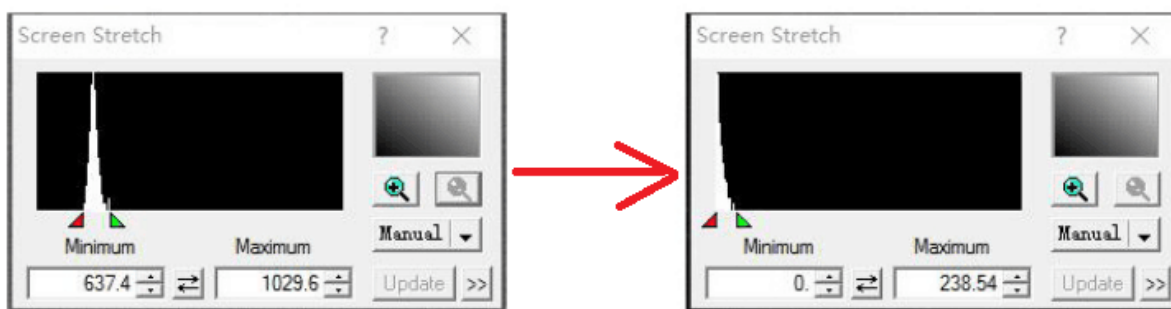 Screen Stretch ? ×
Minimum Maximum Manual
637.4 1029.6 Update >>
Screen Stretch ? ×
Minimum Maximum Manual
0. 238.54 Update >>